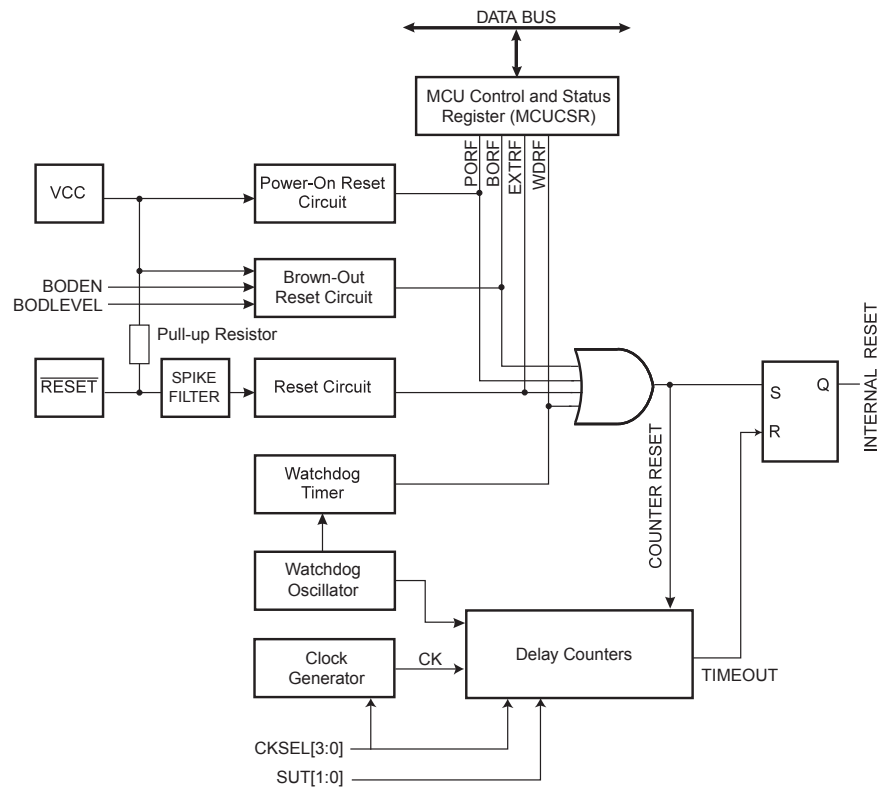 DATA BUS
MCU Control and Status
Register (MCUCSR)
PORF
BORF
EXTRF
WDRF
VCC
Power-On Reset
Circuit
BODEN
BODLEVEL
Brown-Out
Reset Circuit
Pull-up Resistor
RESET
SPIKE
FILTER
Reset Circuit
S
Q
R
INTERNAL RESET
COUNTER RESET
Watchdog
Timer
Watchdog
Oscillator
Clock
Generator
CK
Delay Counters
TIMEOUT
CKSEL[3:0]
SUT[1:0]